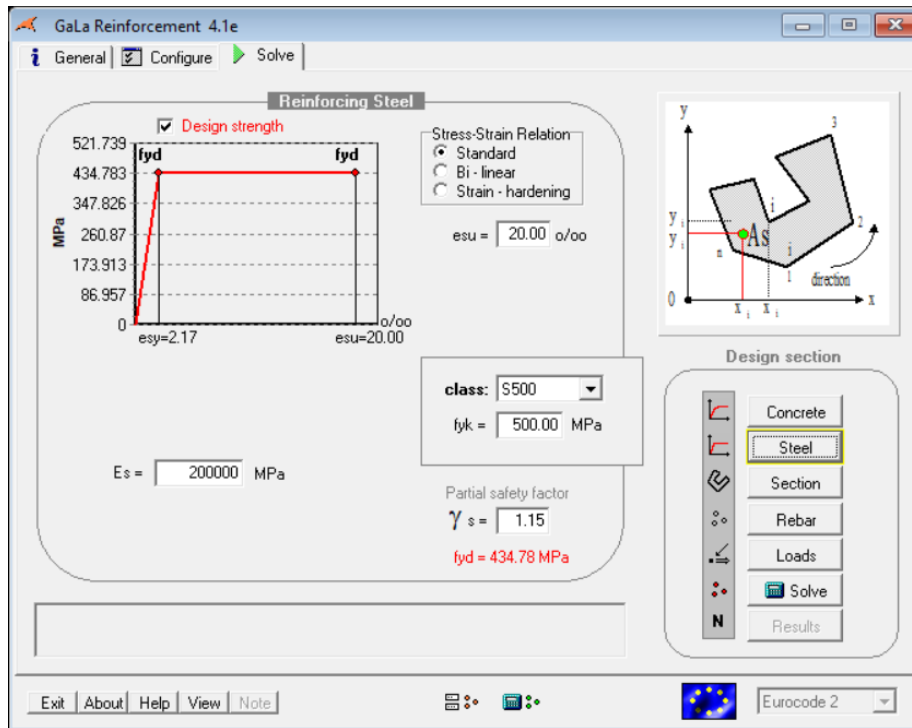 GaLa Reinforcement 4.1e
i General Configure Solve
Reinforcing Steel
Design strength
521.739
434.783
347.826
260.87
173.913
86.957
0
MPa
fyd fyd
o/oo
esy=2.17 esu=20.00
Stress-Strain Relation
Standard
Bi - linear
Strain - hardening
esu = 20.00 o/oo
class: S500
fyk = 500.00 MPa
Es = 200000 MPa
Partial safety factor
γ s = 1.15
fyd = 434.78 MPa
y
3
y i
i
2
y i
As
n
i
1
direction
0
x i x i
x
Design section
Concrete
Steel
Section
Rebar
Loads
Solve
N Results
Exit About Help View Note
Eurocode 2